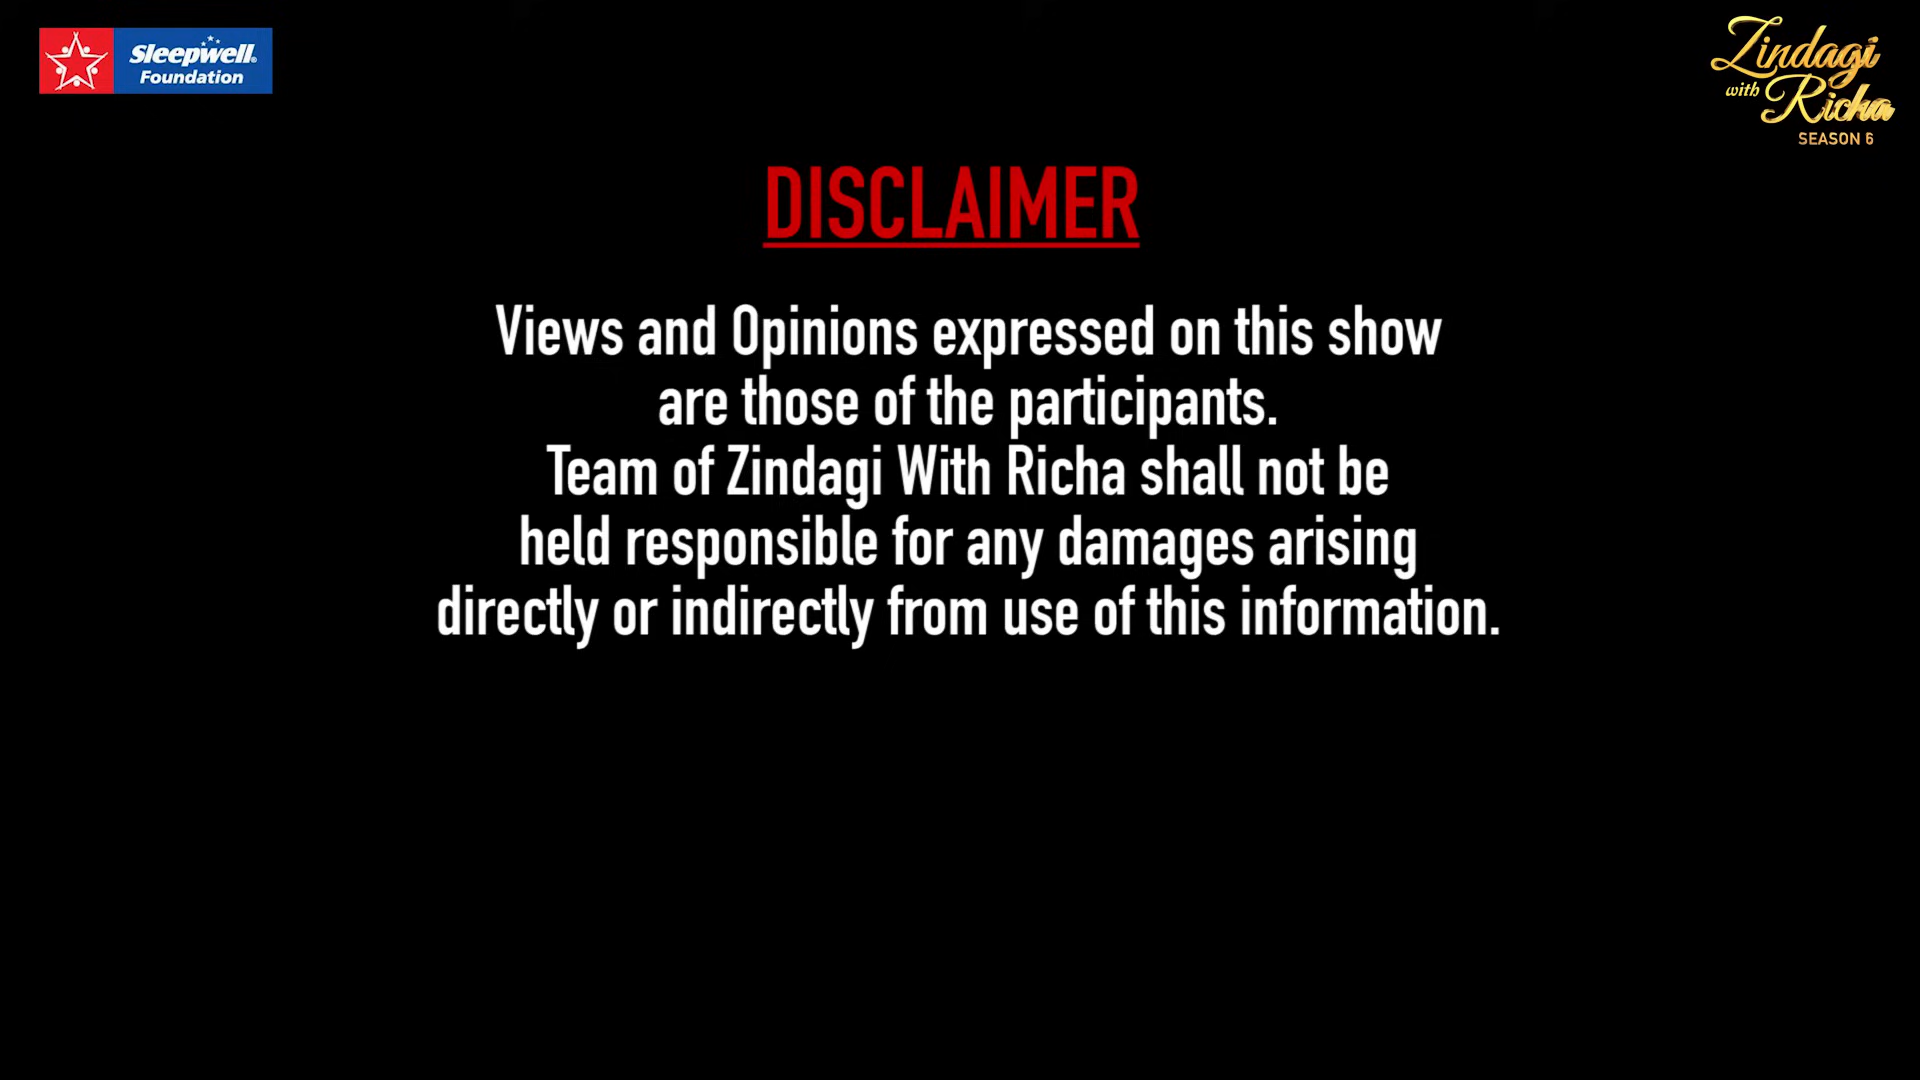 Sleepwell®
Foundation
Zindagi
with Richa
SEASON 6
DISCLAIMER
Views and Opinions expressed on this show
are those of the participants.
Team of Zindagi With Richa shall not be
held responsible for any damages arising
directly or indirectly from use of this information.